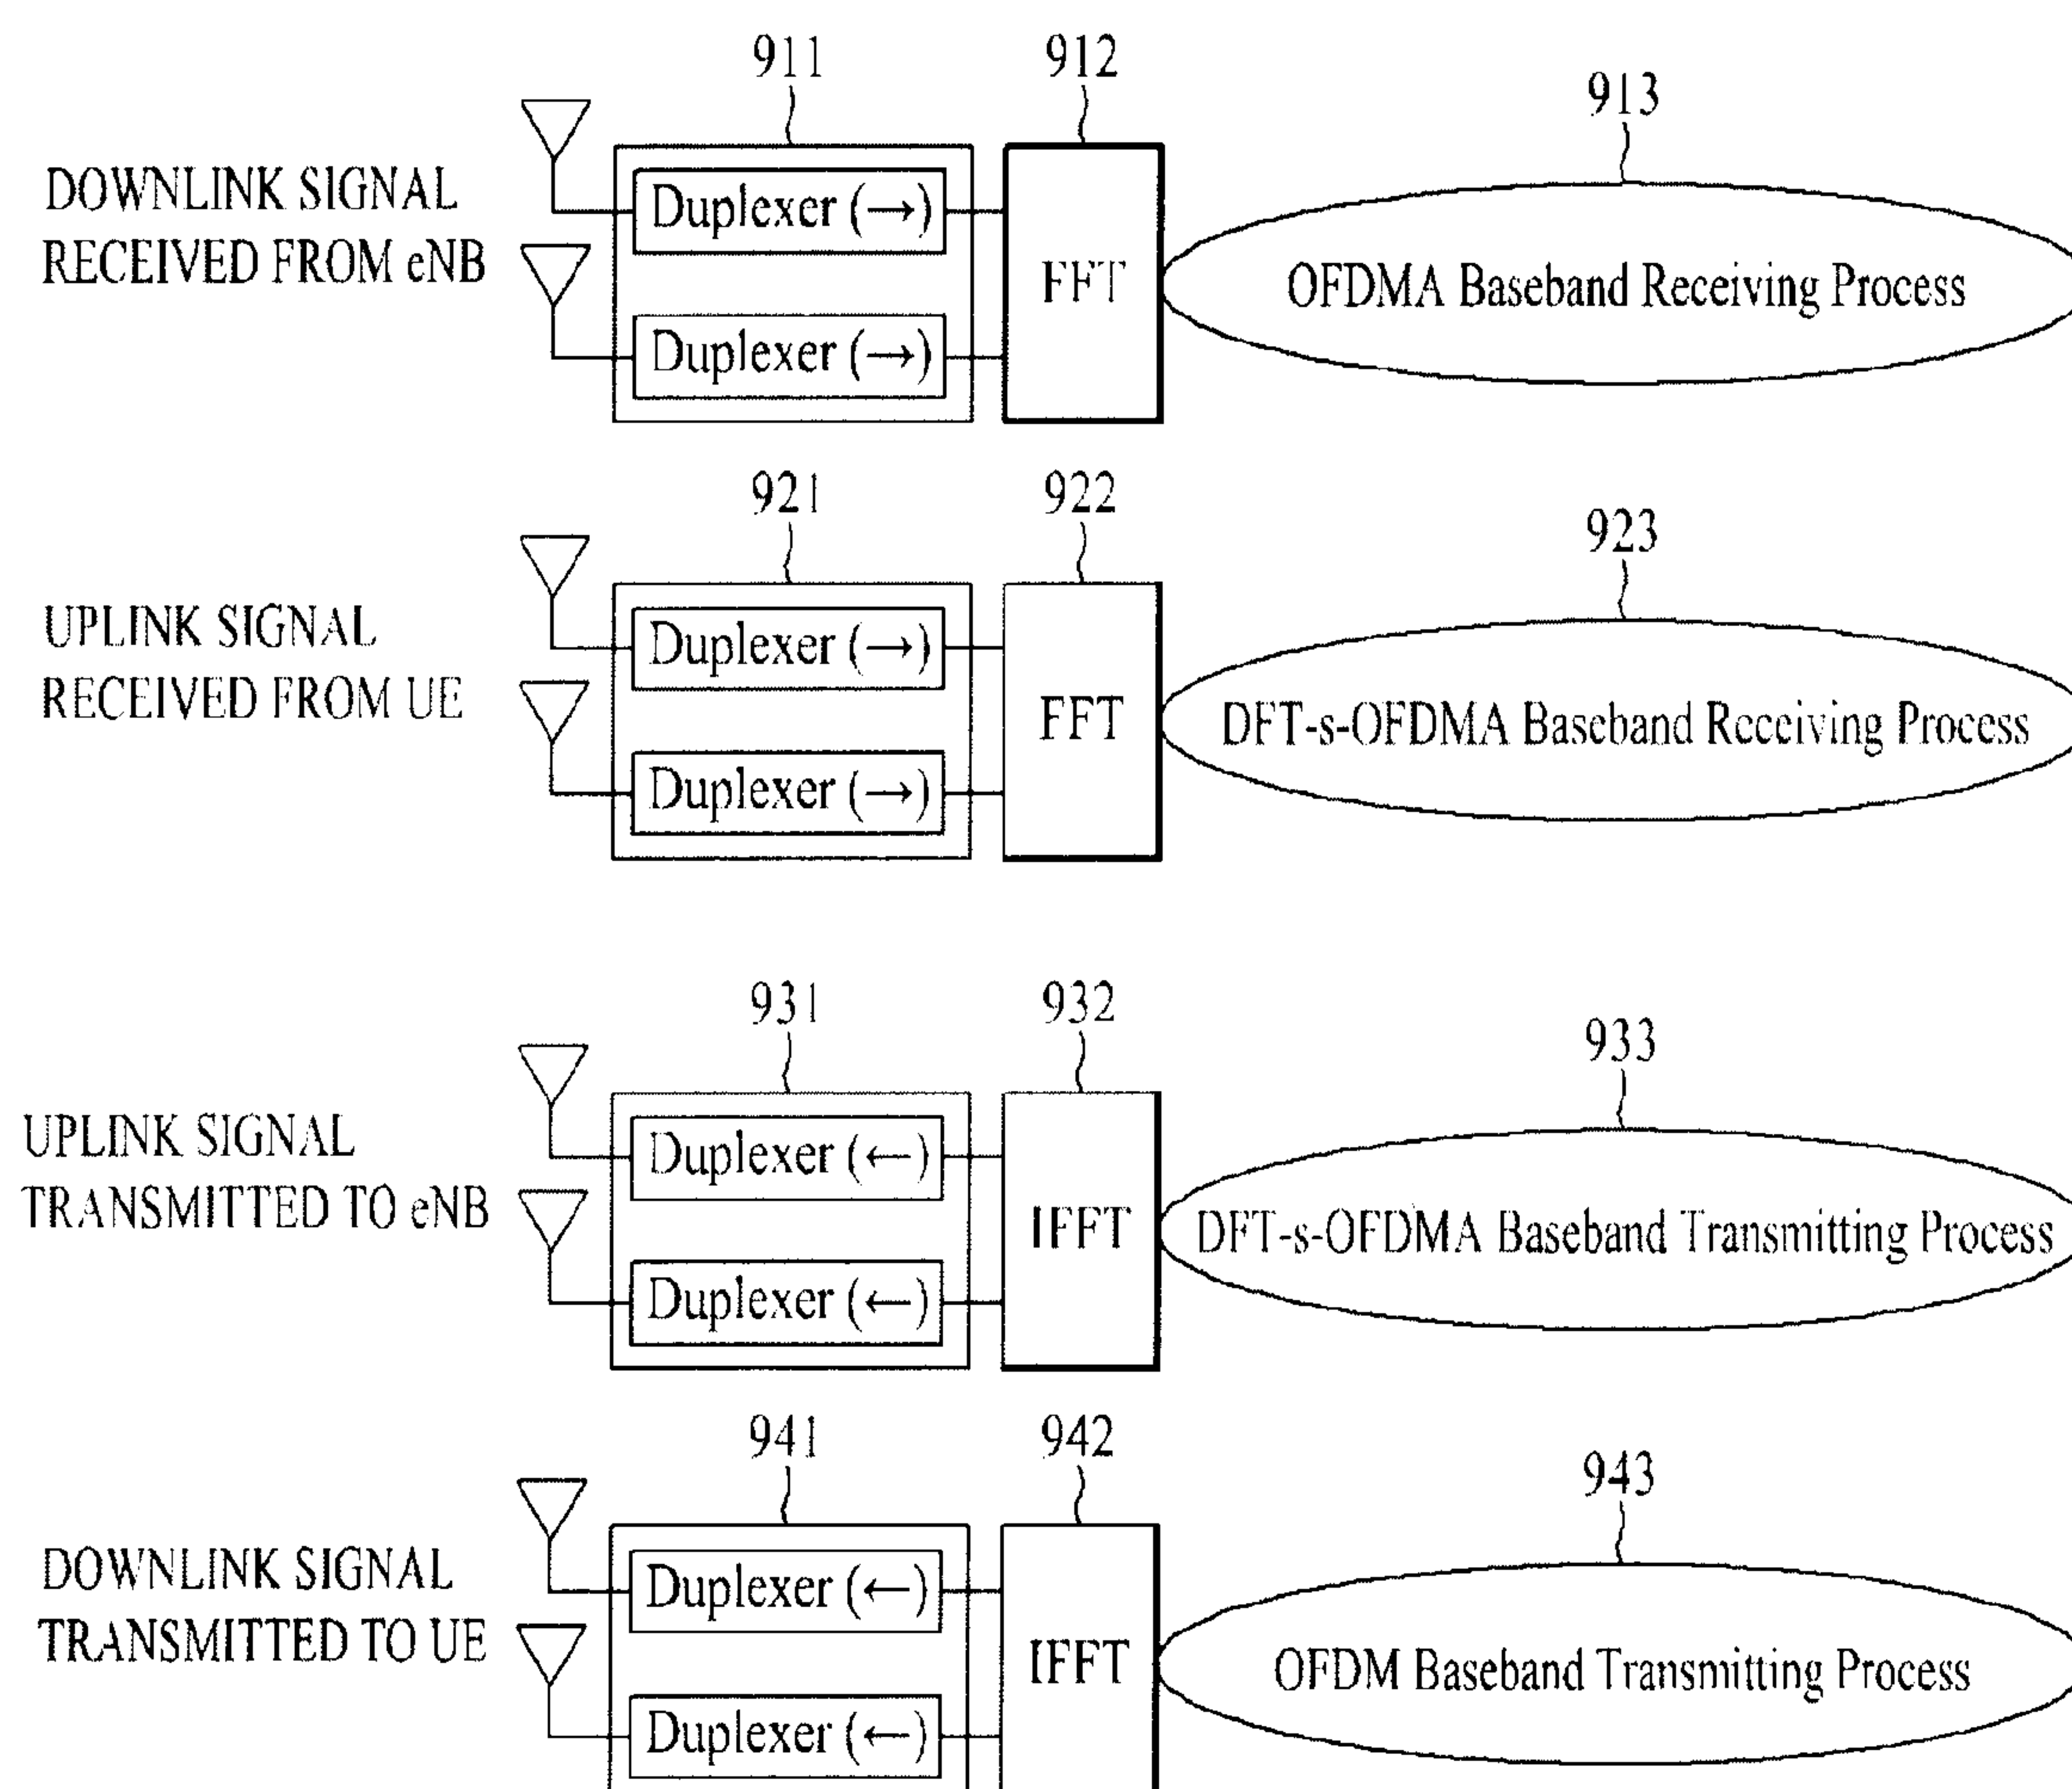 911
912
913
DOWNLINK SIGNAL
RECEIVED FROM eNB
Duplexer (→)
Duplexer (→)
FFT
OFDMA Baseband Receiving Process
921
922
923
UPLINK SIGNAL
RECEIVED FROM UE
Duplexer (→)
Duplexer (→)
FFT
DFT-s-OFDMA Baseband Receiving Process
931
932
933
UPLINK SIGNAL
TRANSMITTED TO eNB
Duplexer (←)
Duplexer (←)
IFFT
DFT-s-OFDMA Baseband Transmitting Process
941
942
943
DOWNLINK SIGNAL
TRANSMITTED TO UE
Duplexer (←)
Duplexer (←)
IFFT
OFDM Baseband Transmitting Process